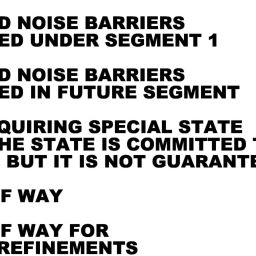 D NOISE BARRIERS
ED UNDER SEGMENT 1
D NOISE BARRIERS
ED IN FUTURE SEGMENT
QUIRING SPECIAL STATE
HE STATE IS COMMITTED T
BUT IT IS NOT GUARANTE
F WAY
F WAY FOR
REFINEMENTS